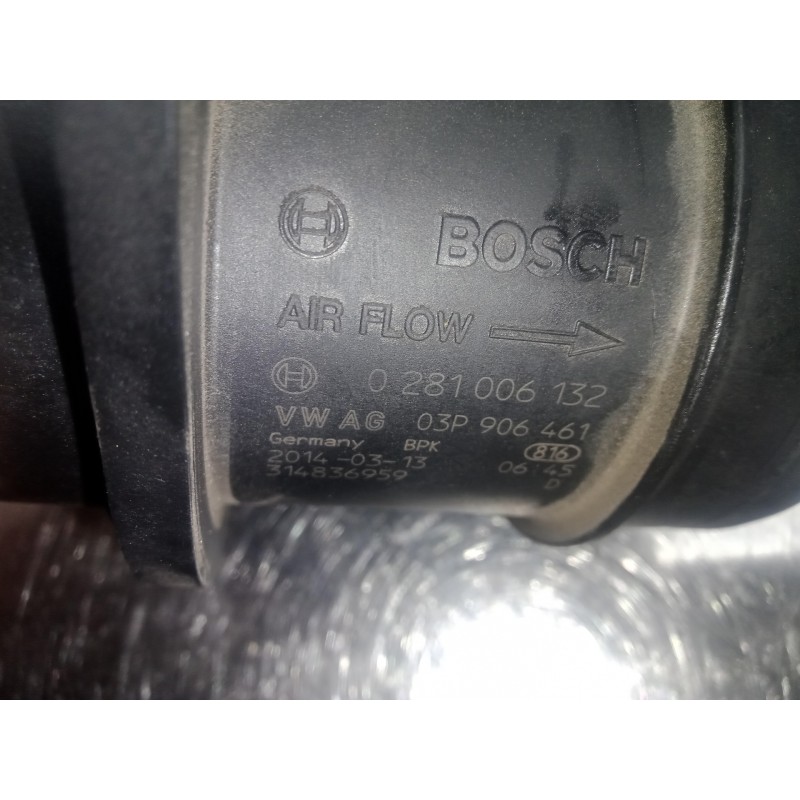 BOSCH
AIR FLOW
0 281 006 132
VW AG 03P 906 461
Germany BPK 816
2014-03-13 06:45
314836959 D